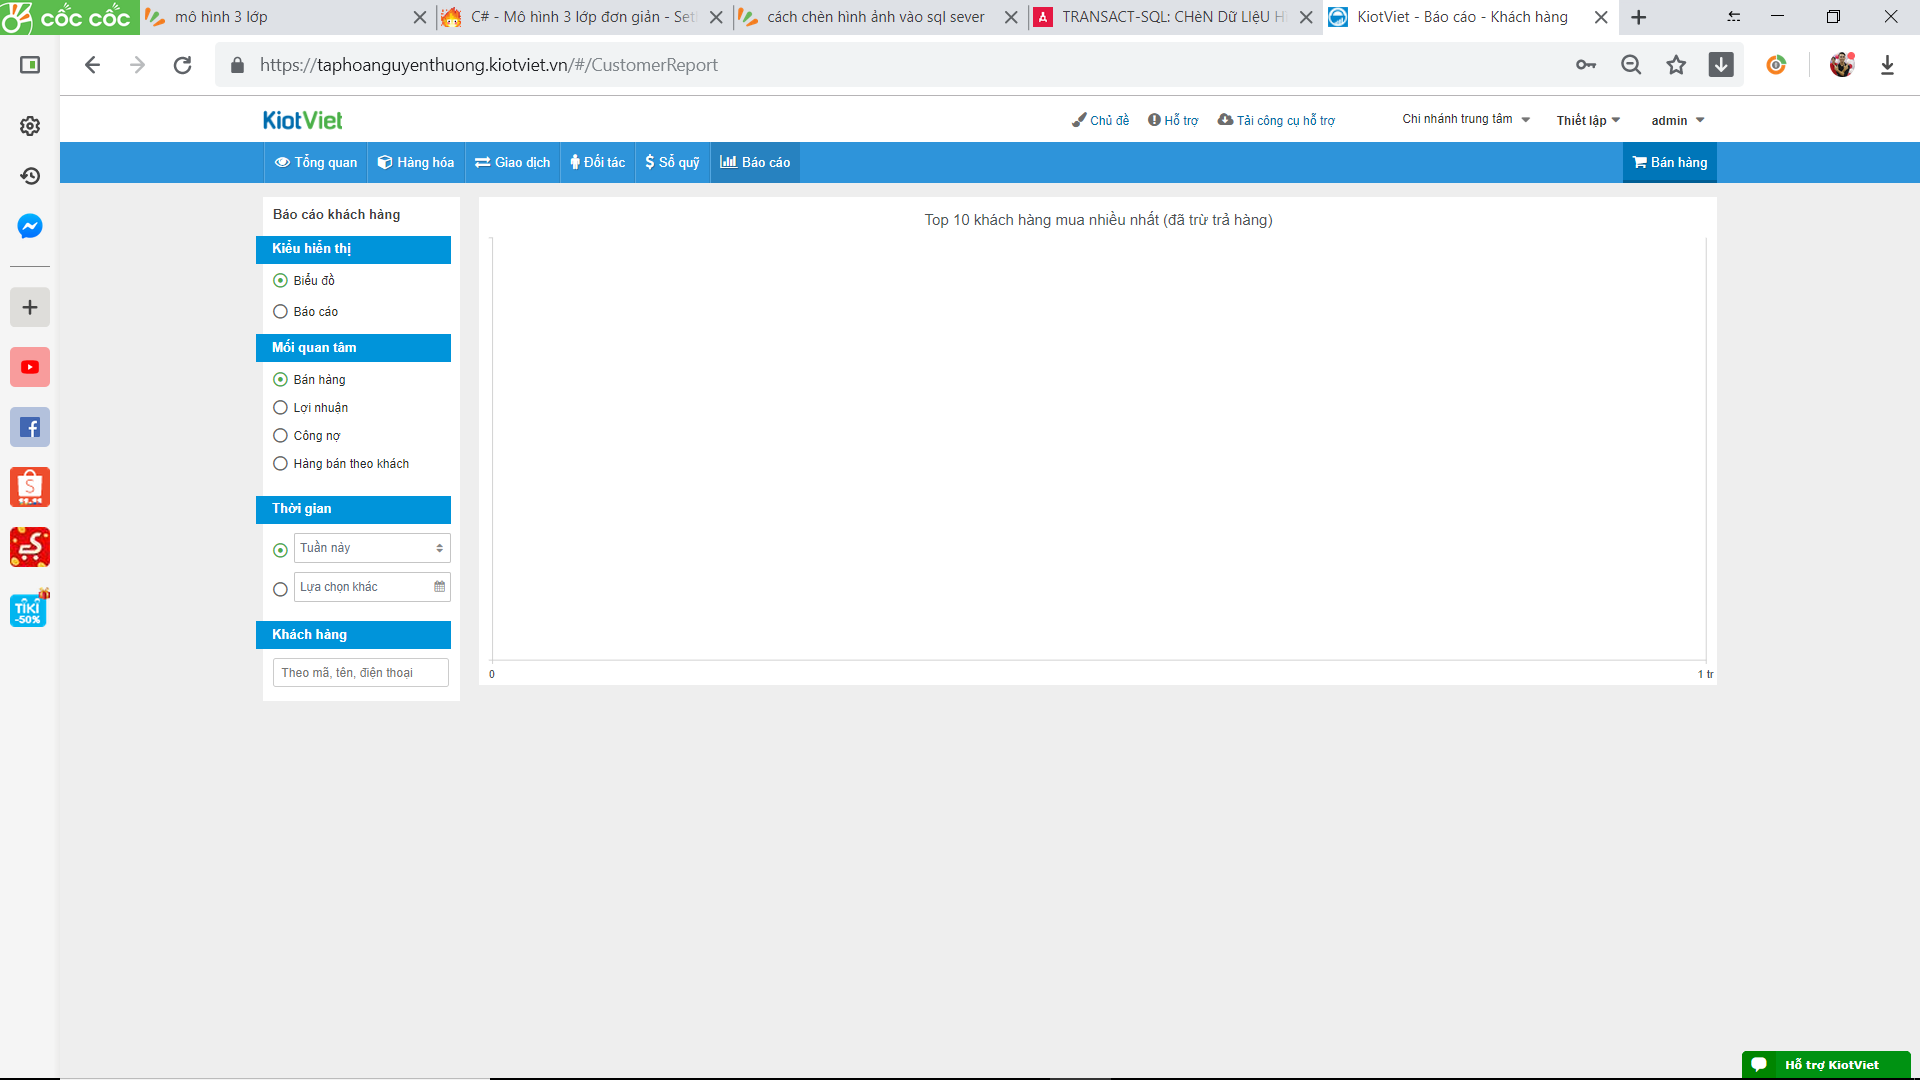 cốc cốc
mô hình 3 lớp
C# - Mô hình 3 lớp đơn giản - Set
cách chèn hình ảnh vào sql sever
TRANSACT-SQL: CHèN Dữ LIệU H
KiotViet - Báo cáo - Khách hàng
https://taphoanguyenthuong.kiotviet.vn/#/CustomerReport
KiotViet
Chủ đề
Hỗ trợ
Tải công cụ hỗ trợ
Chi nhánh trung tâm
Thiết lập
admin
Tổng quan
Hàng hóa
Giao dịch
Đối tác
Sổ quỹ
Báo cáo
Bán hàng
Báo cáo khách hàng
Kiểu hiển thị
Biểu đồ
Báo cáo
Mối quan tâm
Bán hàng
Lợi nhuận
Công nợ
Hàng bán theo khách
Thời gian
Tuần này
Lựa chọn khác
Khách hàng
Theo mã, tên, điện thoại
Top 10 khách hàng mua nhiều nhất (đã trừ trả hàng)
0
1 tr
TIKI
-50%
Hỗ trợ KiotViet